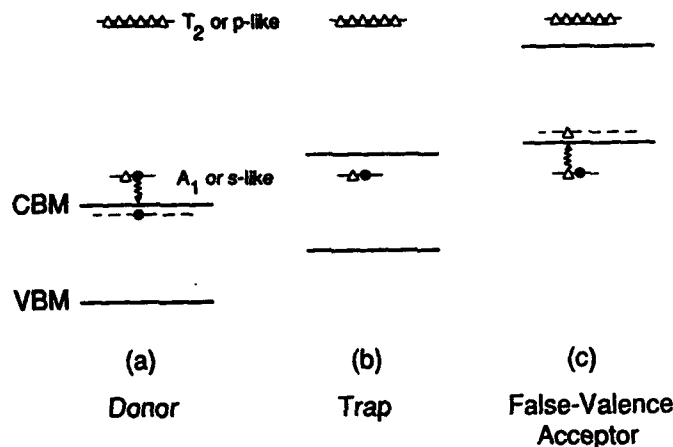 T2 or p-like
A1 or s-like
CBM
VBM
(a) (b) (c)
Donor Trap False-Valence
Acceptor